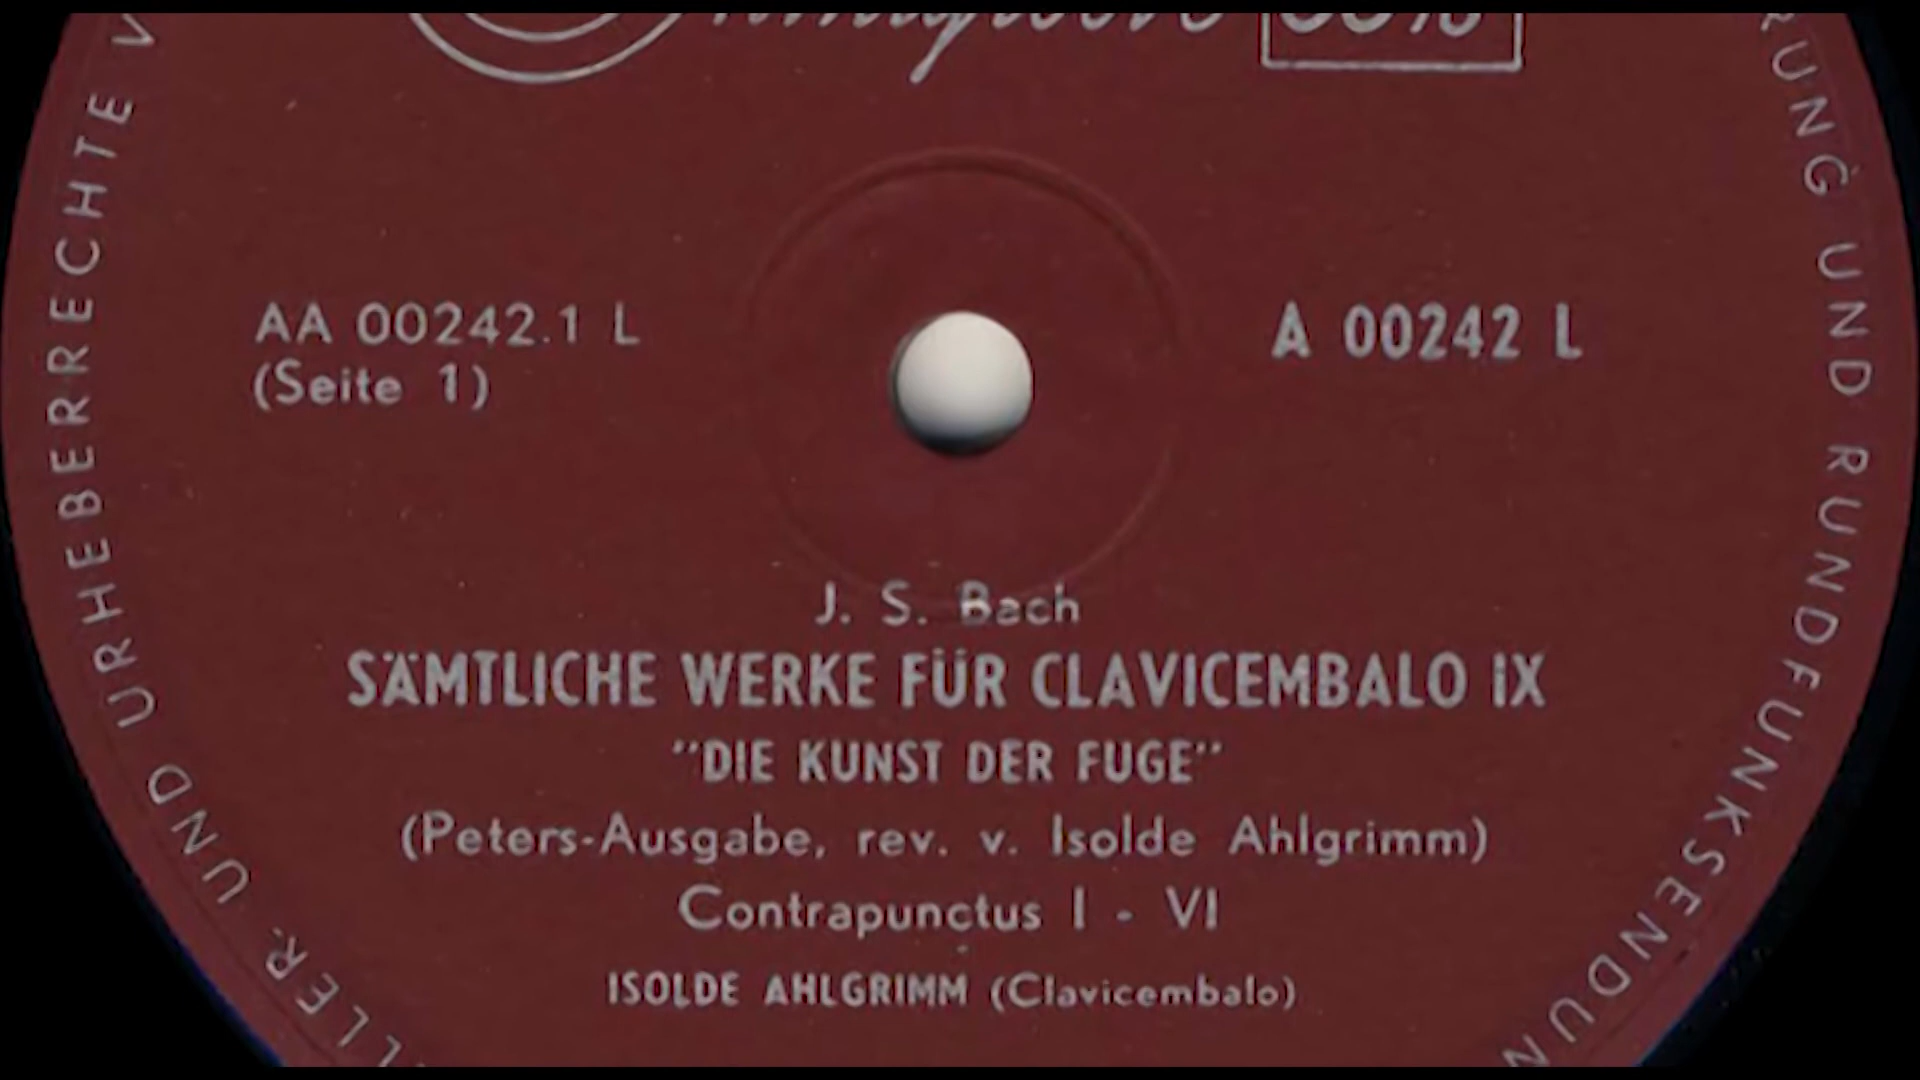 AA 00242.1 L
(Seite 1)
A 00242 L
J. S. Bach
SÄMTLICHE WERKE FÜR CLAVICEMBALO IX
"DIE KUNST DER FUGE"
(Peters-Ausgabe, rev. v. Isolde Ahlgrimm)
Contrapunctus I - VI
ISOLDE AHLGRIMM (Clavicembalo)
UND URHEBERRECHTE
UND RUNDFUNKSENDUN